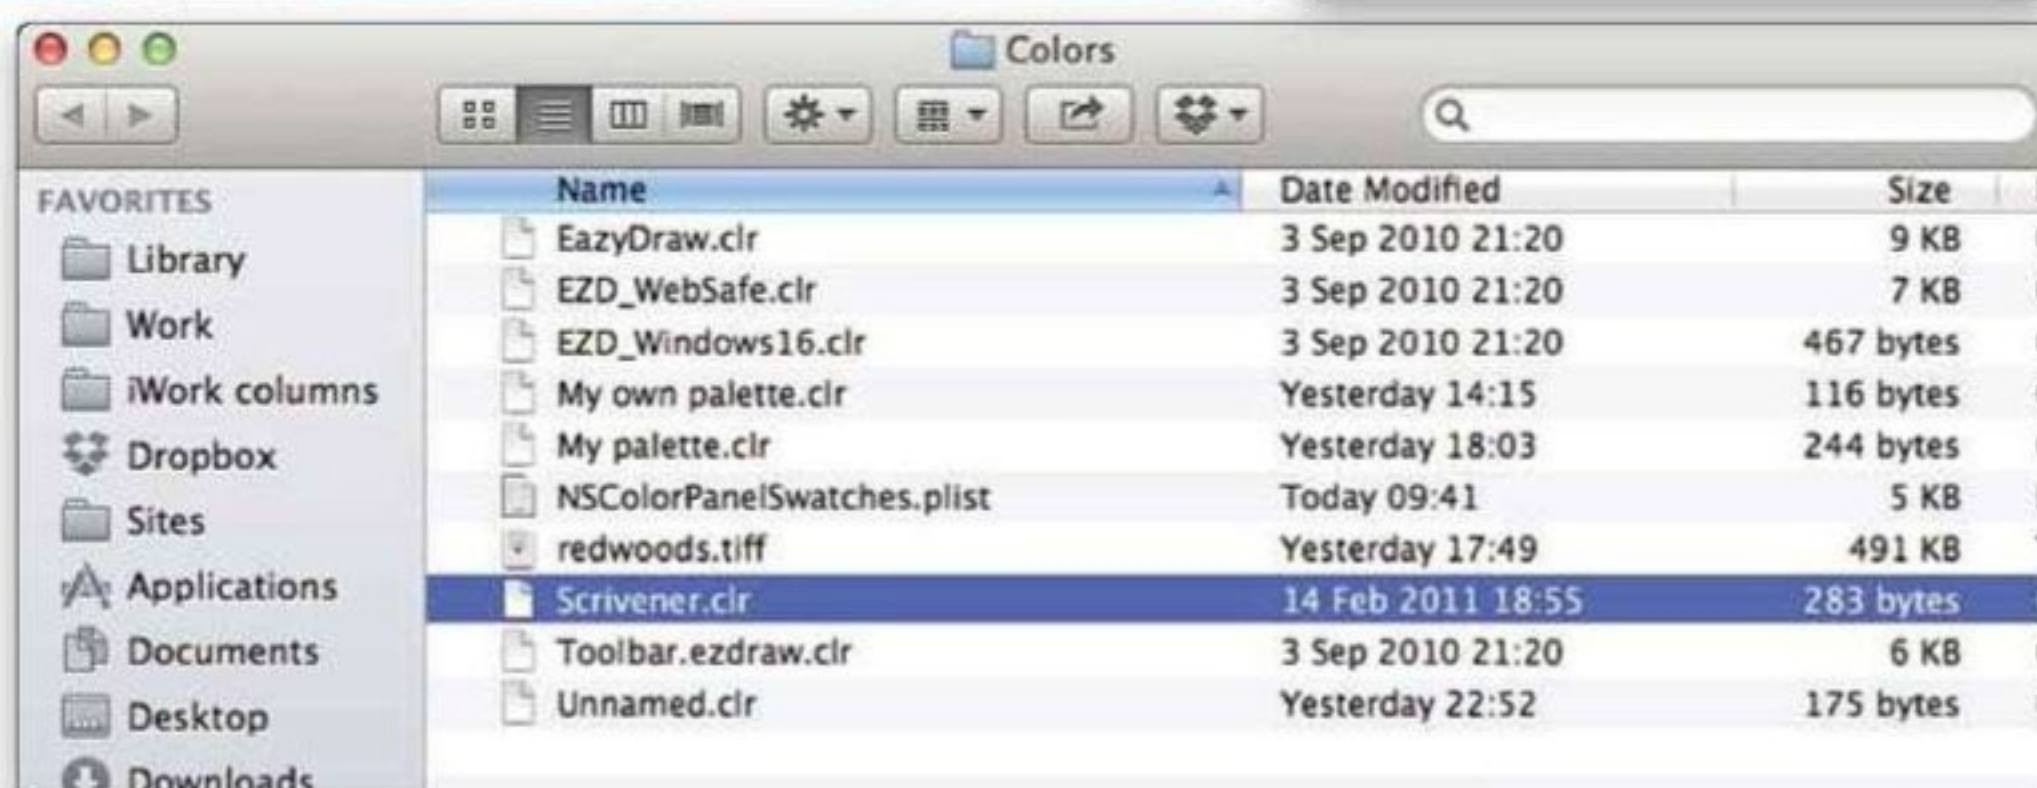 Colors
FAVORITES
Library
Work
iWork columns
Dropbox
Sites
Applications
Documents
Desktop
Downloads
Name Date Modified Size
EazyDraw.clr 3 Sep 2010 21:20 9 KB
EZD_WebSafe.clr 3 Sep 2010 21:20 7 KB
EZD_Windows16.clr 3 Sep 2010 21:20 467 bytes
My own palette.clr Yesterday 14:15 116 bytes
My palette.clr Yesterday 18:03 244 bytes
NSColorPanelSwatches.plist Today 09:41 5 KB
redwoods.tiff Yesterday 17:49 491 KB
Scrivener.clr 14 Feb 2011 18:55 283 bytes
Toolbar.ezdraw.clr 3 Sep 2010 21:20 6 KB
Unnamed.clr Yesterday 22:52 175 bytes